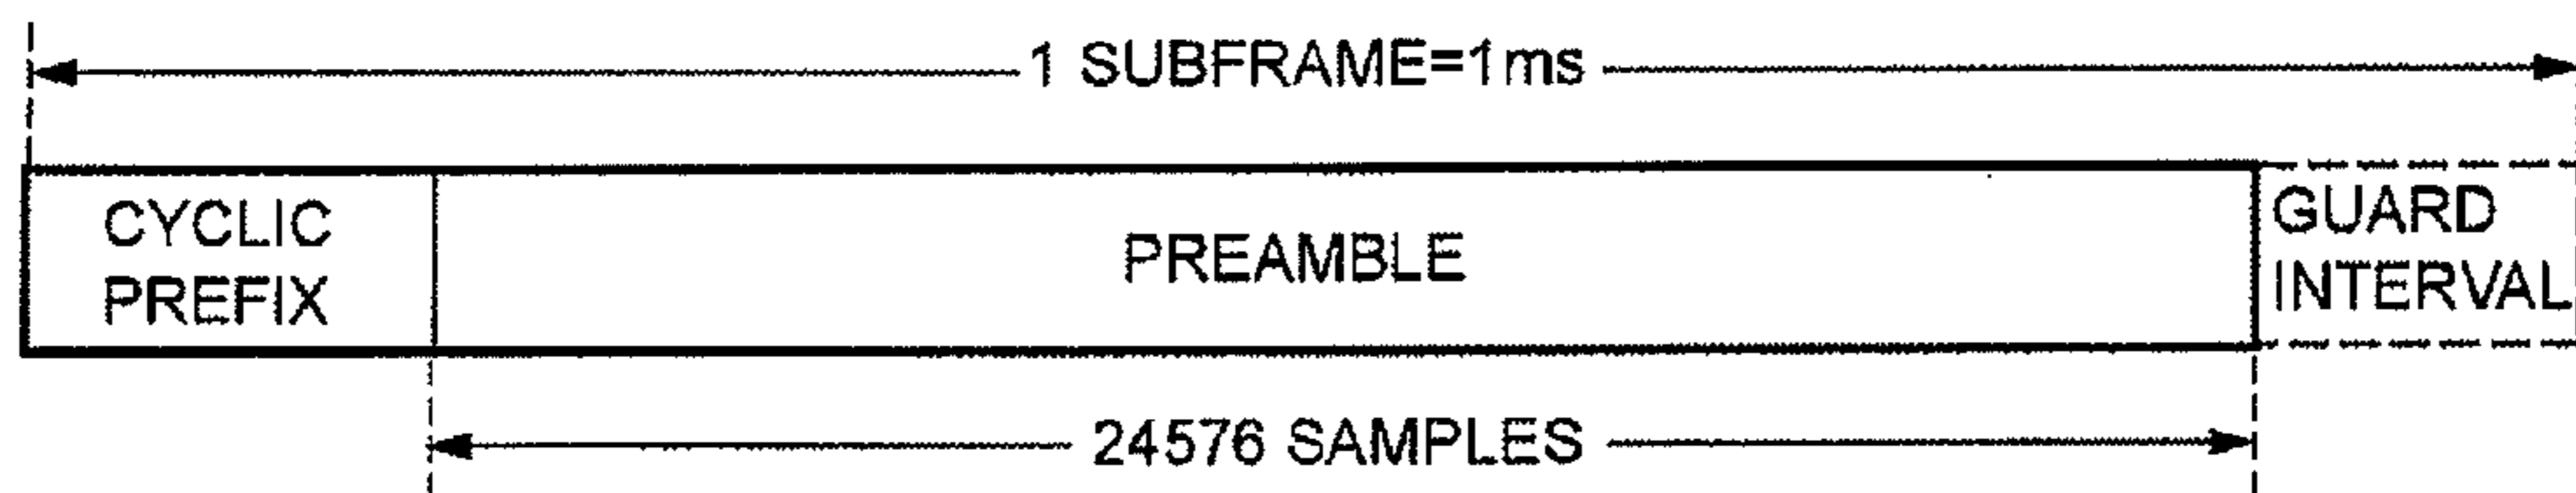 1 SUBFRAME=1ms
CYCLIC
PREFIX
PREAMBLE
GUARD
INTERVAL
24576 SAMPLES